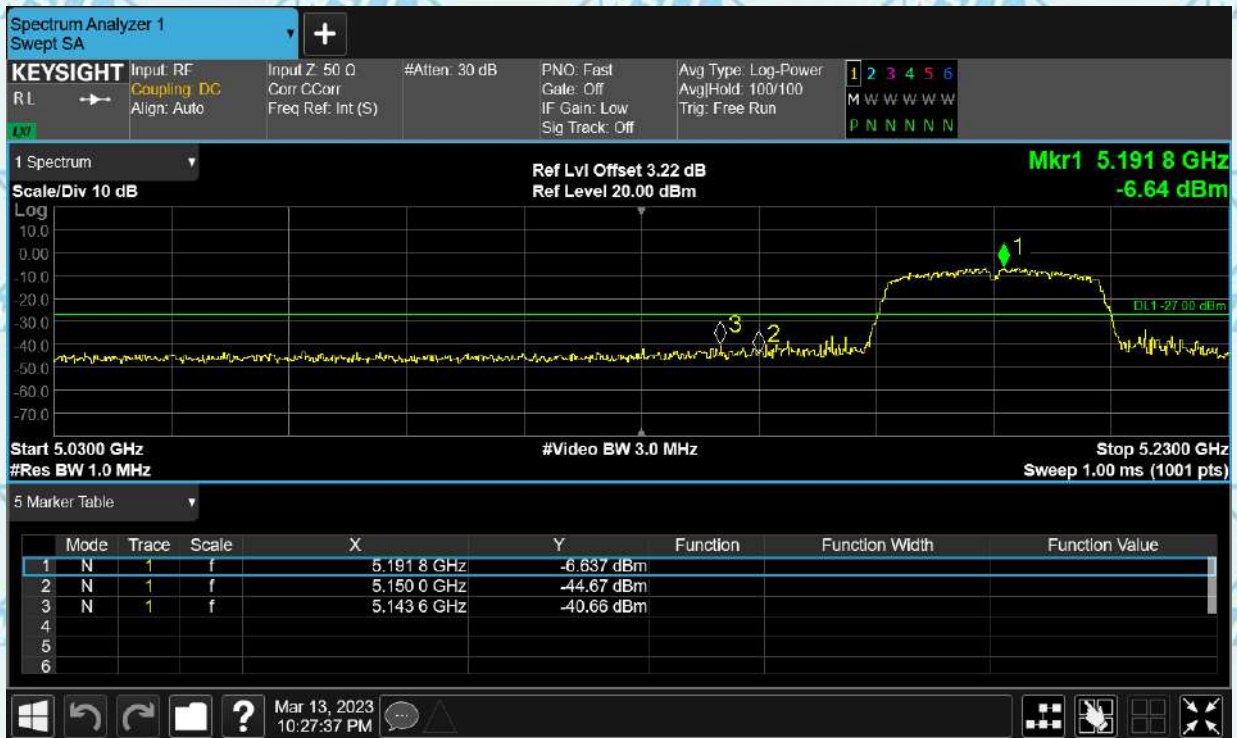 Spectrum Analyzer 1
Swept SA
+
KEYSIGHT
RL
LXI
Input: RF
Coupling: DC
Align: Auto
Input Z: 50 Ω
Corr CCorr
Freq Ref: Int (S)
#Atten: 30 dB
PNO: Fast
Gate: Off
IF Gain: Low
Sig Track: Off
Avg Type: Log-Power
Avg|Hold: 100/100
Trig: Free Run
1 2 3 4 5 6
M W W W W W
P N N N N N
1 Spectrum
Scale/Div 10 dB
Ref Lvl Offset 3.22 dB
Ref Level 20.00 dBm
Mkr1 5.191 8 GHz
-6.64 dBm
Log
10.0
0.00
-10.0
-20.0
-30.0
-40.0
-50.0
-60.0
-70.0
1
DL1 -27.00 dBm
3
2
Start 5.0300 GHz
#Res BW 1.0 MHz
#Video BW 3.0 MHz
Stop 5.2300 GHz
Sweep 1.00 ms (1001 pts)
5 Marker Table
Mode Trace Scale X Y Function Function Width Function Value
1 N 1 f 5.191 8 GHz -6.637 dBm
2 N 1 f 5.150 0 GHz -44.67 dBm
3 N 1 f 5.143 6 GHz -40.66 dBm
4
5
6
?
Mar 13, 2023
10:27:37 PM